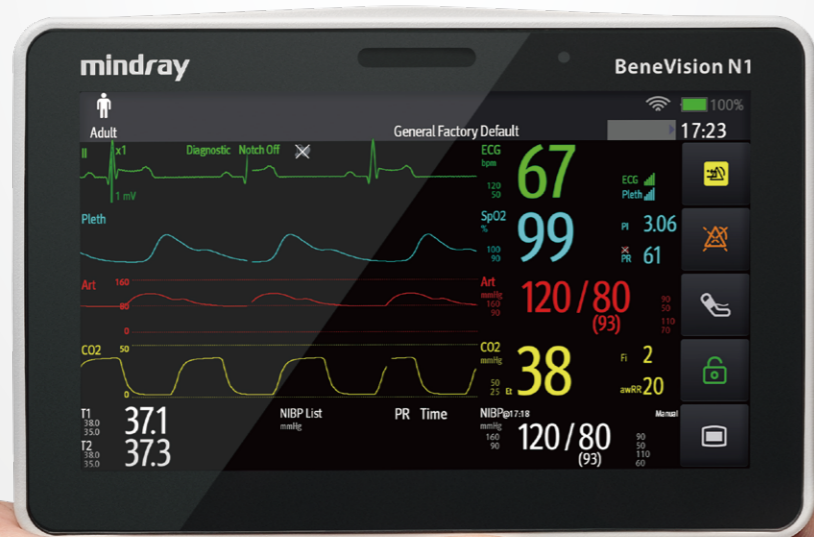 mindray
BeneVision N1
100%
Adult
General Factory Default
17:23
II x1 Diagnostic Notch Off
1 mV
ECG
bpm
120
50
67
ECG
Pleth
Pleth
SpO2
%
100
90
99
PI 3.06
PR 61
Art 160
80
0
Art
mmHg
160
90
120/80
(93)
90
50
110
70
CO2 50
0
CO2
mmHg
50
25
Et
38
Fi 2
awRR 20
T1
38.0
35.0
37.1
T2
38.0
35.0
37.3
NIBP List
mmHg
PR Time
NIBP@17:18
Manual
mmHg
160
90
120/80
(93)
90
50
110
60